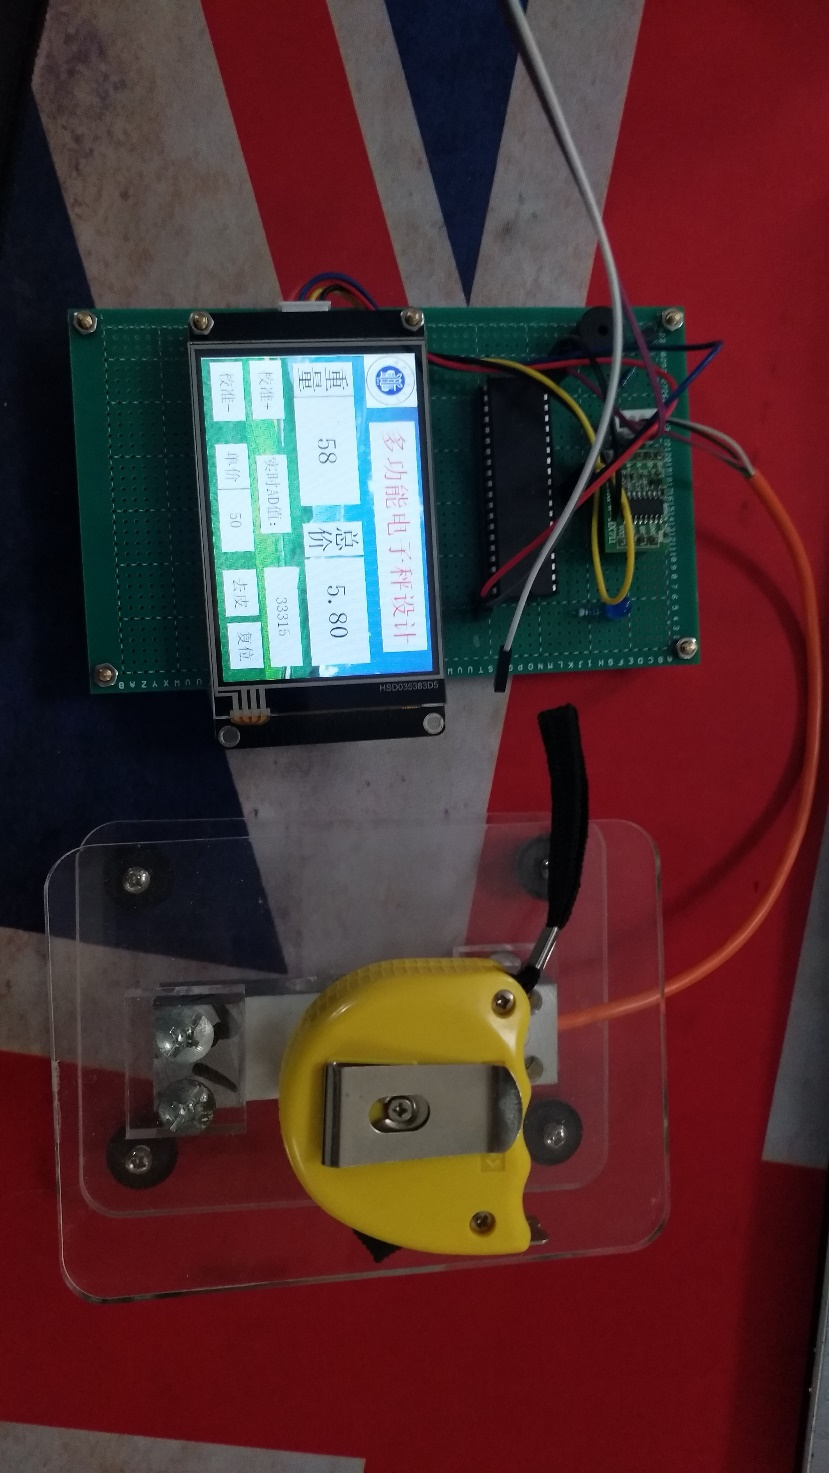 多功能电子秤设计
重量 58 总价 5.80
校准+ 实时AD值: 33315
校准- 单价 50 去皮 复位
HSD035383D5